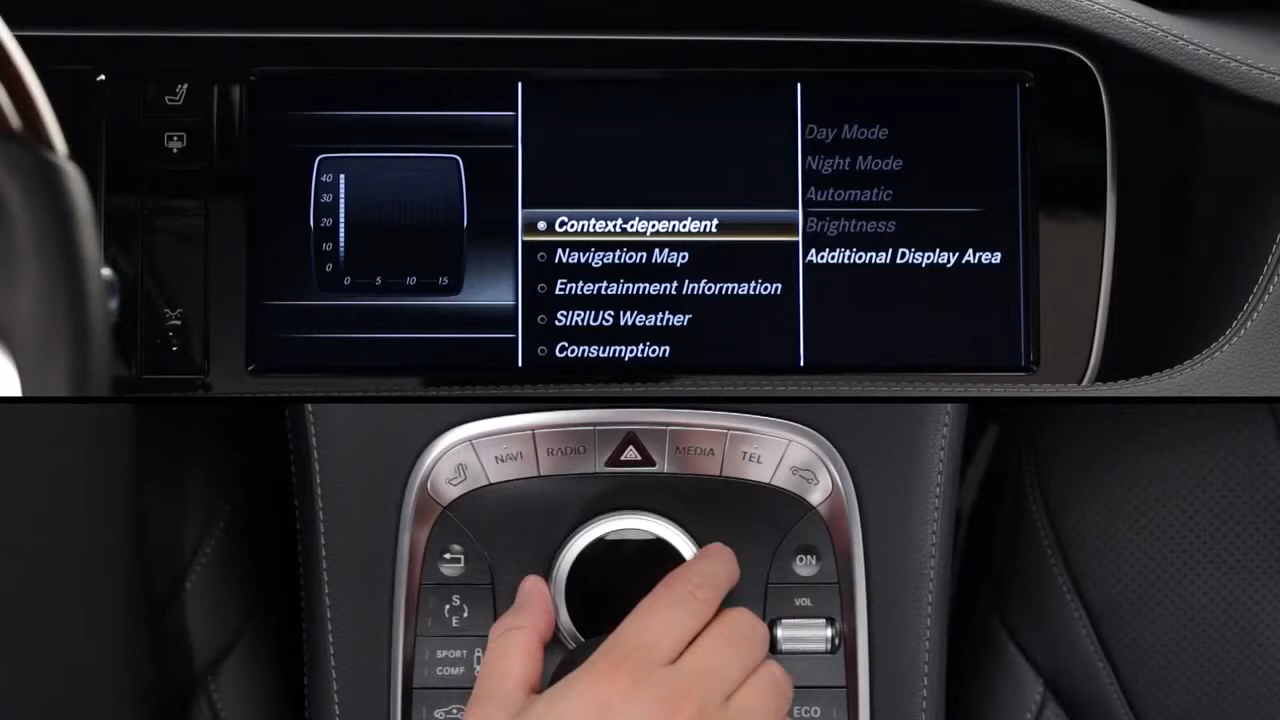 40
30
20
10
0
0 5 10 15
Context-dependent
Navigation Map
Entertainment Information
SIRIUS Weather
Consumption
Day Mode
Night Mode
Automatic
Brightness
Additional Display Area
NAVI
RADIO
MEDIA
TEL
S
E
SPORT
COMF
ON
VOL
ECO